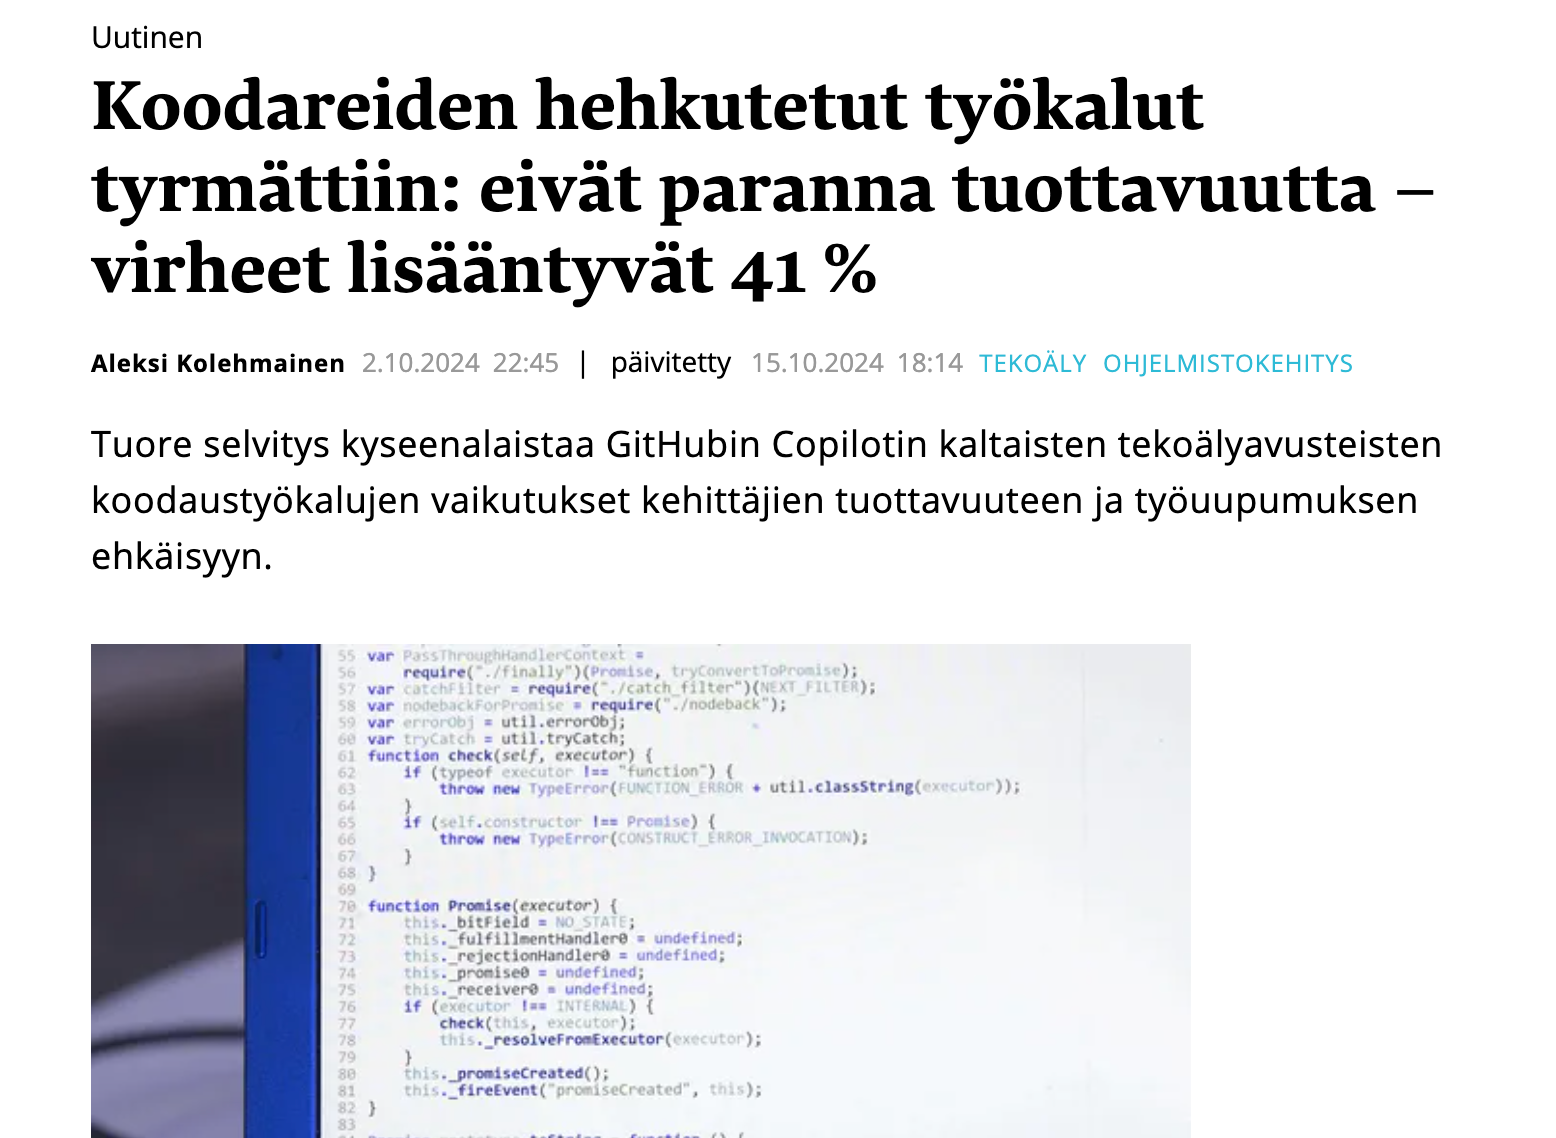 Uutinen
Koodareiden hehkutetut työkalut
tyrmättiin: eivät paranna tuottavuutta –
virheet lisääntyvät 41 %
Aleksi Kolehmainen 2.10.2024 22:45 | päivitetty 15.10.2024 18:14 TEKOÄLY OHJELMISTOKEHITYS
Tuore selvitys kyseenalaistaa GitHubin Copilotin kaltaisten tekoälyavusteisten
koodaustyökalujen vaikutukset kehittäjien tuottavuuteen ja työuupumuksen
ehkäisyyn.
55 var PassThroughHandlerContext =
56 require("./finally")(Promise, tryConvertToPromise);
57 var catchFilter = require("./catch_filter")(NEXT_FILTER);
58 var nodebackForPromise = require("./nodeback");
59 var errorObj = util.errorObj;
60 var tryCatch = util.tryCatch;
61 function check(self, executor) {
62 if (typeof executor !== "function") {
63 throw new TypeError(FUNCTION_ERROR + util.classString(executor));
64 }
65 if (self.constructor !== Promise) {
66 throw new TypeError(CONSTRUCT_ERROR_INVOCATION);
67 }
68 }
69
70 function Promise(executor) {
71 this._bitField = NO_STATE;
72 this._fulfillmentHandler0 = undefined;
73 this._rejectionHandler0 = undefined;
74 this._promise0 = undefined;
75 this._receiver0 = undefined;
76 if (executor !== INTERNAL) {
77 check(this, executor);
78 this._resolveFromExecutor(executor);
79 }
80 this._promiseCreated();
81 this._fireEvent("promiseCreated", this);
82 }
83